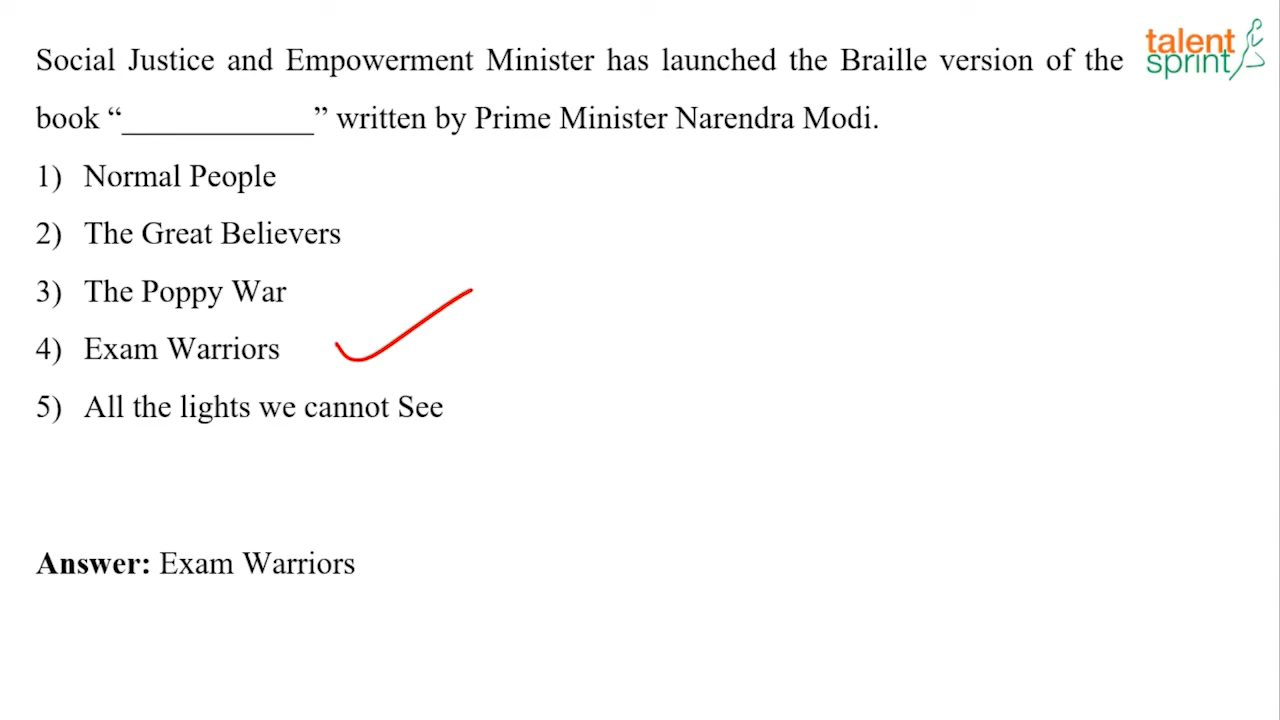 Social Justice and Empowerment Minister has launched the Braille version of the
book “____________” written by Prime Minister Narendra Modi.
1) Normal People
2) The Great Believers
3) The Poppy War
4) Exam Warriors
5) All the lights we cannot See
Answer: Exam Warriors
talent
sprint